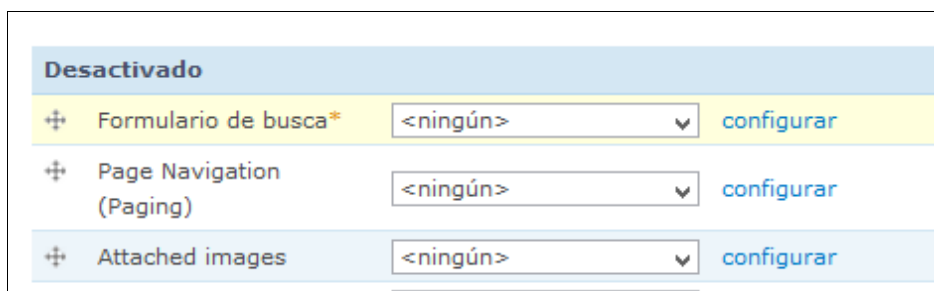 Desactivado
Formulario de busca* <ningún> configurar
Page Navigation
(Paging) <ningún> configurar
Attached images <ningún> configurar